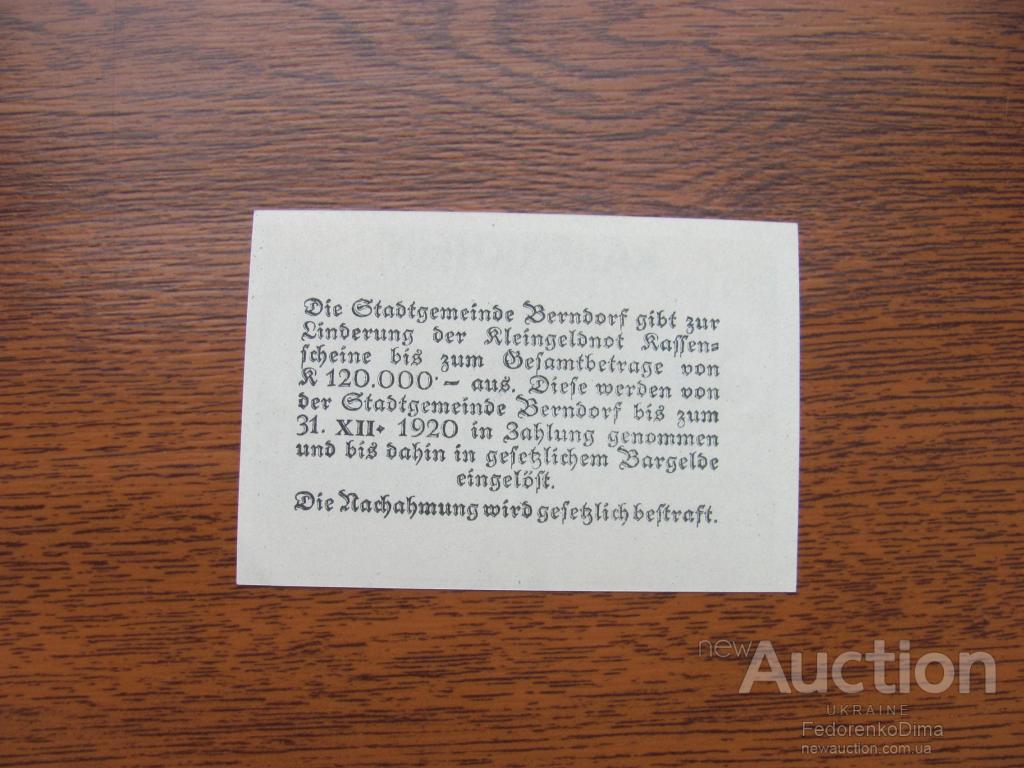 Die Stadtgemeinde Berndorf gibt zur
Linderung der Kleingeldnot Kassen-
scheine bis zum Gesamtbetrage von
K 120.000·– aus. Diese werden von
der Stadtgemeinde Berndorf bis zum
31. XII. 1920 in Zahlung genommen
und bis dahin in gesetzlichem Bargelde
eingelöst.
Die Nachahmung wird gesetzlich bestraft.
newAuction
UKRAINE
FedorenkoDima
newauction.com.ua